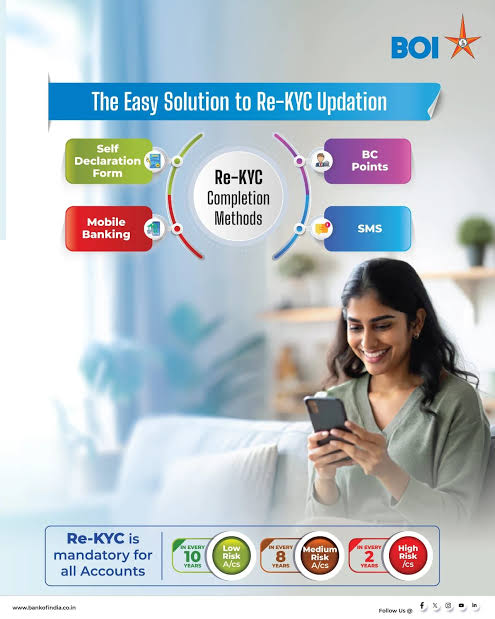 BOI
The Easy Solution to Re-KYC Updation
Self
Declaration
Form
BC
Points
Re-KYC
Completion
Methods
Mobile
Banking
SMS
Re-KYC is
mandatory for
all Accounts
IN EVERY
10
YEARS
Low
Risk
A/cs
IN EVERY
8
YEARS
Medium
Risk
A/cs
IN EVERY
2
YEARS
High
Risk
/cs
www.bankofindia.co.in
Follow Us @